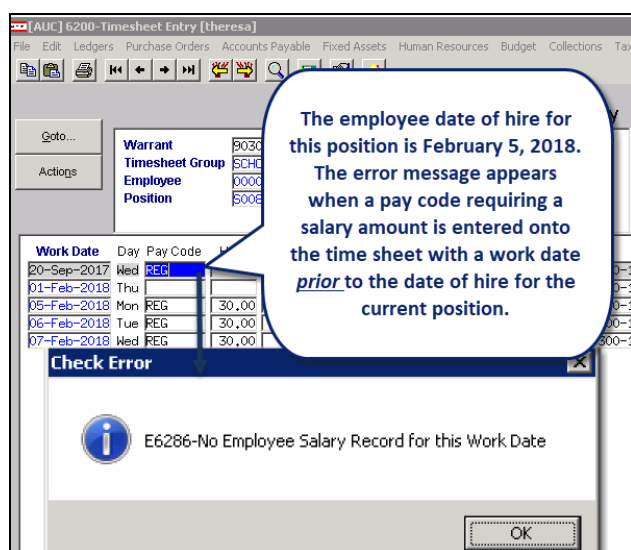 [AUC] 6200-Timesheet Entry [theresa]
File Edit Ledgers Purchase Orders Accounts Payable Fixed Assets Human Resources Budget Collections Tax
Goto...
Actions
Warrant 9030
Timesheet Group SCHO
Employee 0000
Position S008
The employee date of hire for
this position is February 5, 2018.
The error message appears
when a pay code requiring a
salary amount is entered onto
the time sheet with a work date
prior to the date of hire for the
current position.
Work Date Day Pay Code
20-Sep-2017 Wed REG
01-Feb-2018 Thu
05-Feb-2018 Mon REG 30.00
06-Feb-2018 Tue REG 30.00
07-Feb-2018 Wed REG 30.00
Check Error
E6286-No Employee Salary Record for this Work Date
OK